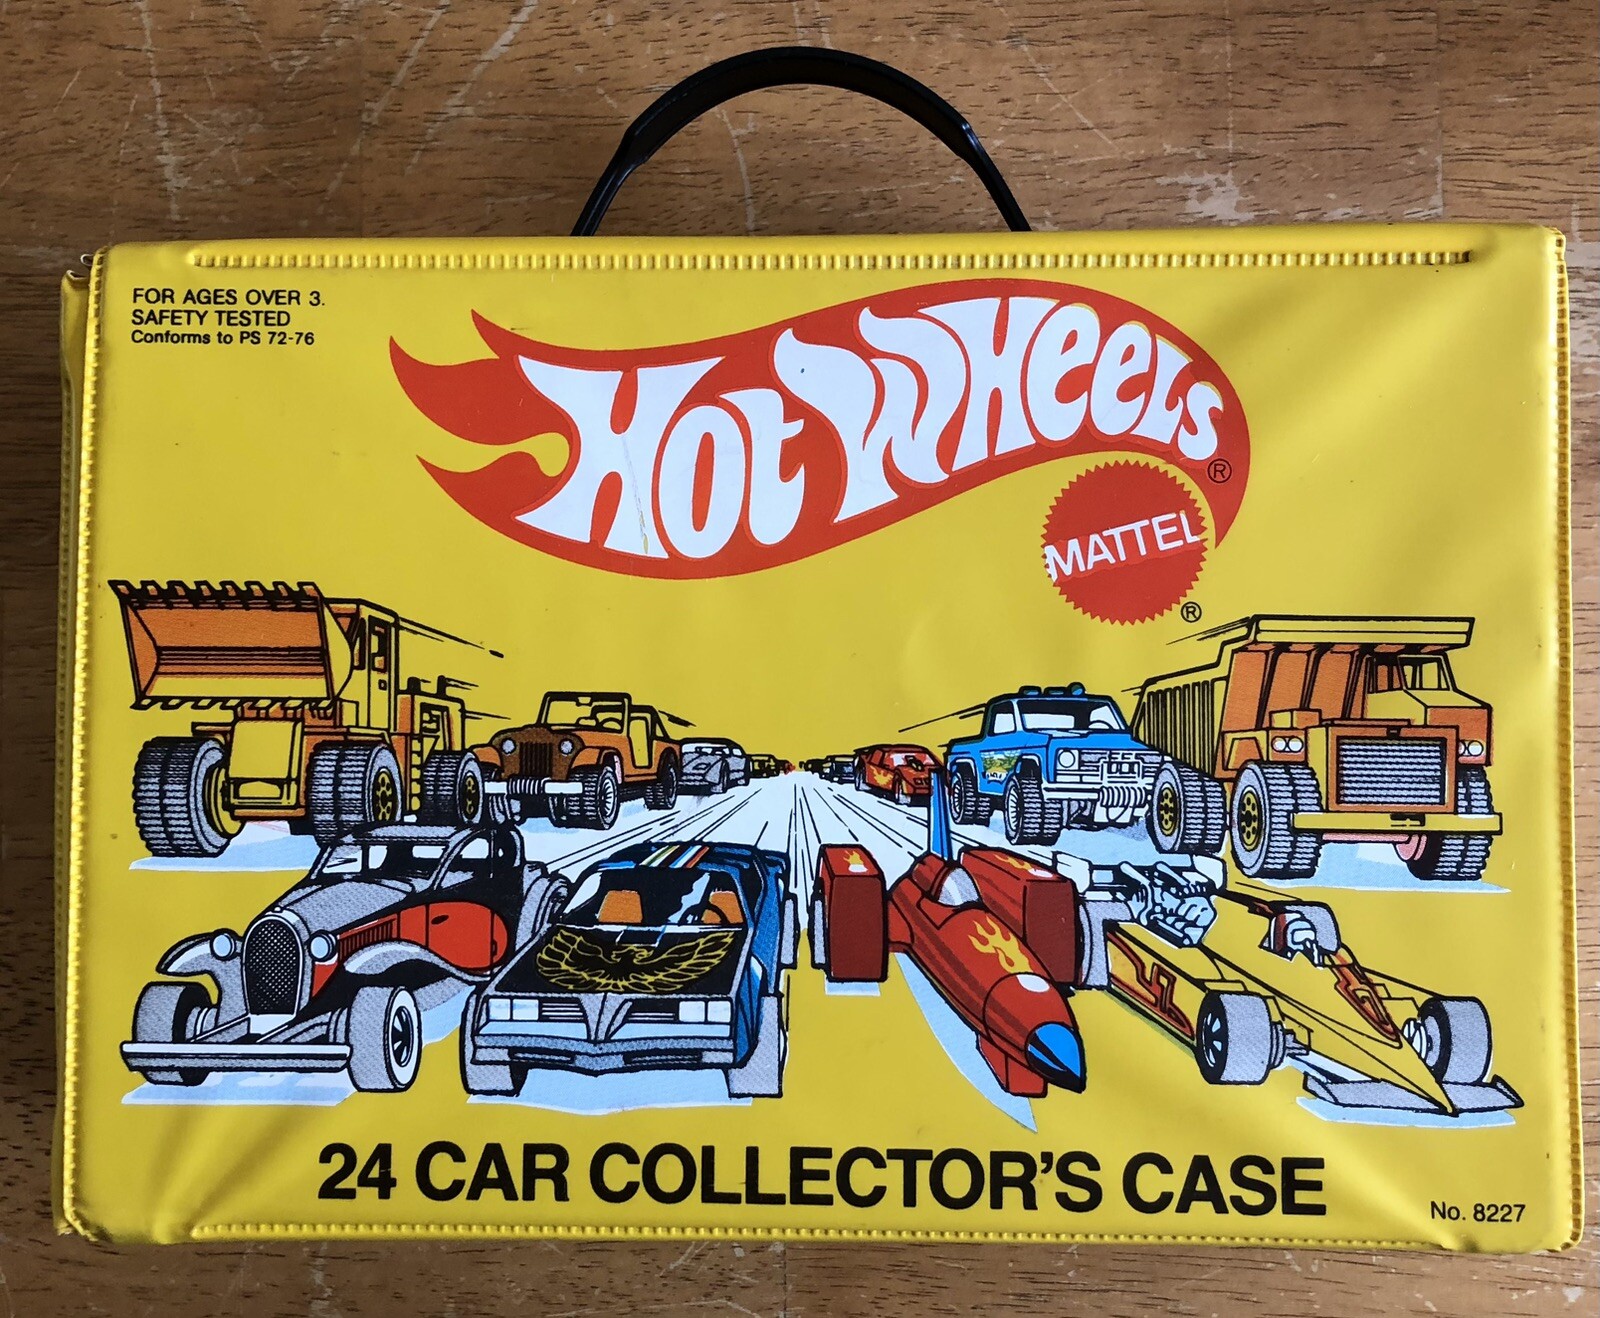 FOR AGES OVER 3.
SAFETY TESTED
Conforms to PS 72-76
Hot Wheels®
MATTEL®
24 CAR COLLECTOR'S CASE
No. 8227